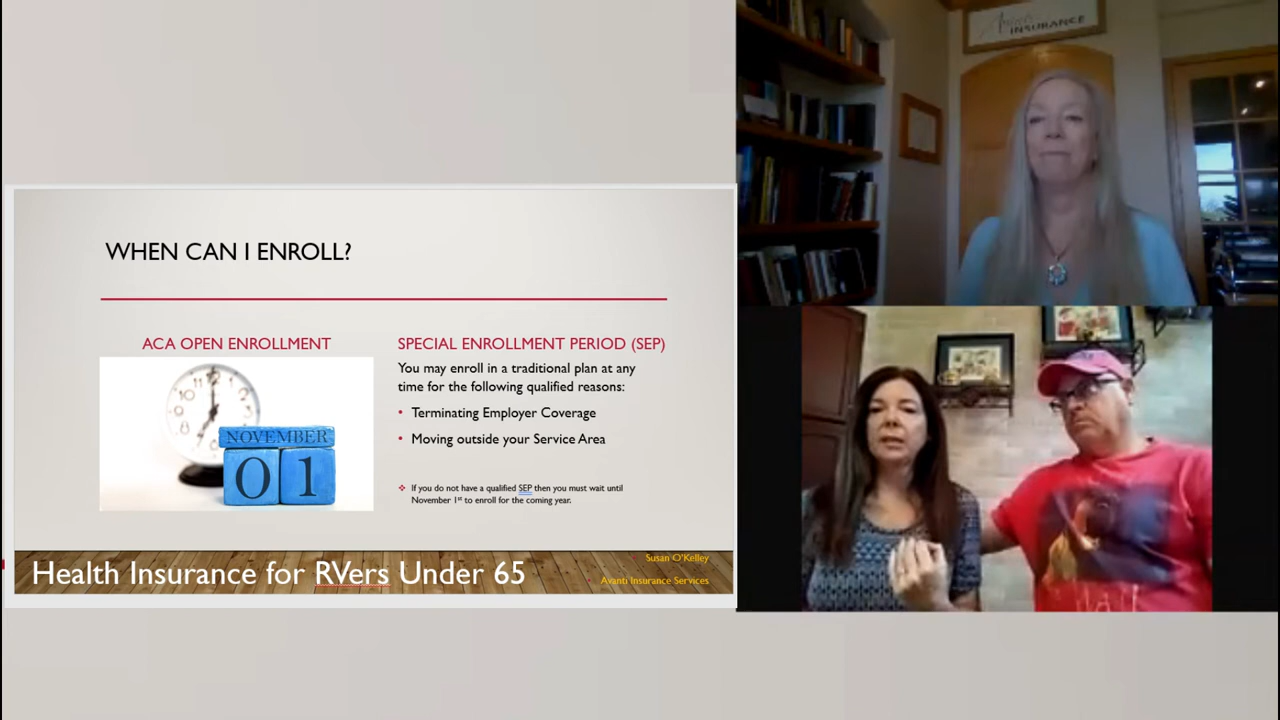 WHEN CAN I ENROLL?
ACA OPEN ENROLLMENT
NOVEMBER
01
SPECIAL ENROLLMENT PERIOD (SEP)
You may enroll in a traditional plan at any
time for the following qualified reasons:
• Terminating Employer Coverage
• Moving outside your Service Area
❖ If you do not have a qualified SEP then you must wait until
November 1st to enroll for the coming year.
Health Insurance for RVers Under 65
Susan O'Kelley
Avanti Insurance Services
INSURANCE